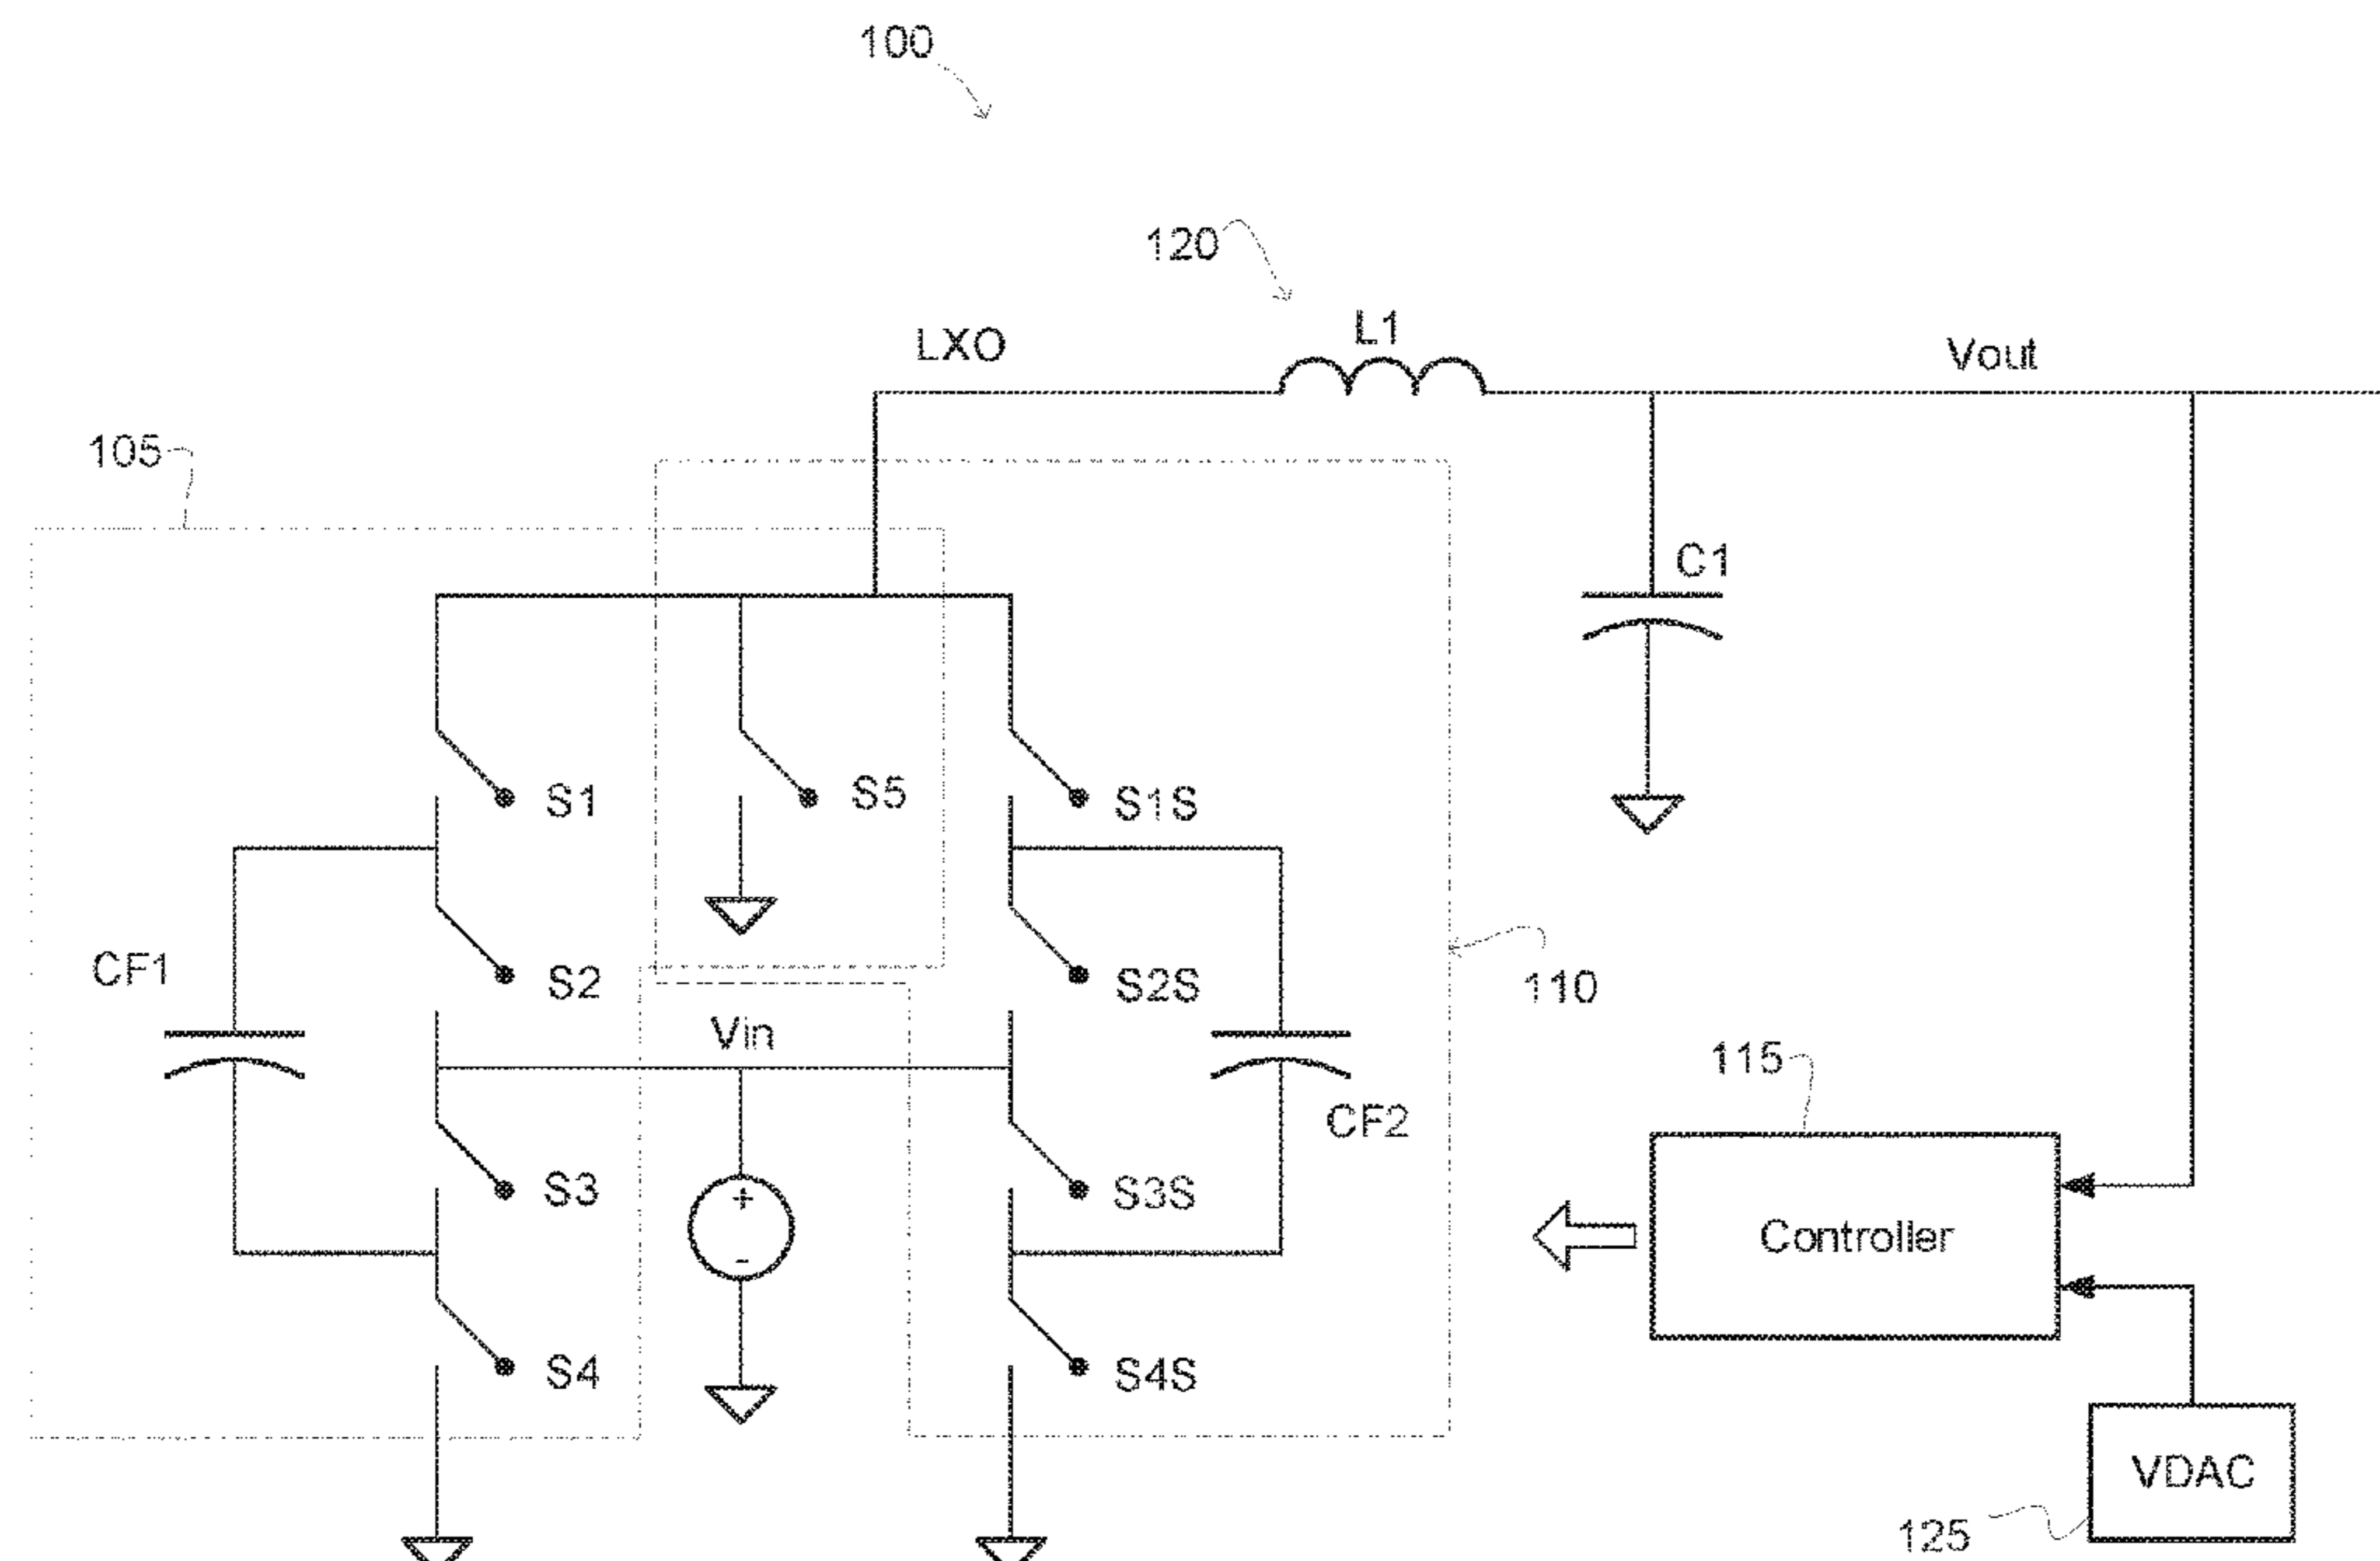 100
120
L1
LXO
Vout
105
C1
S1
S5
S1S
CF1
S2
S2S
110
Vin
115
CF2
S3
+
S3S
Controller
-
S4
S4S
VDAC
125